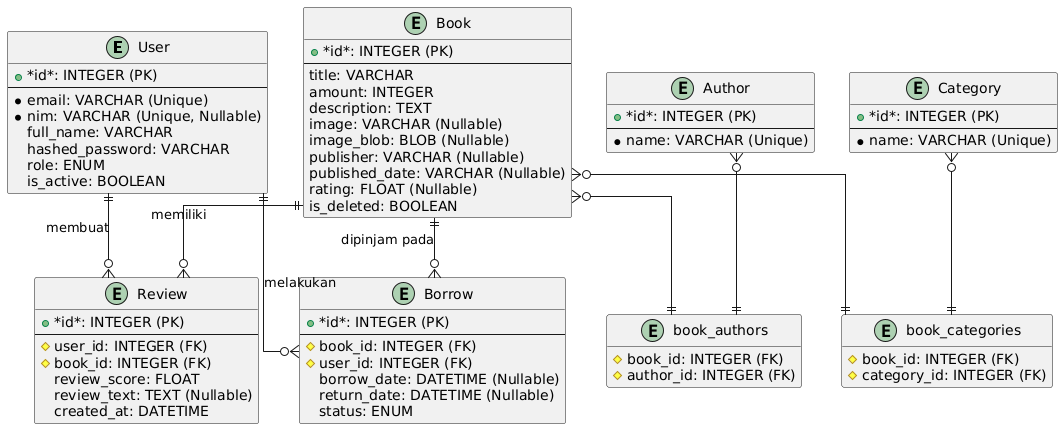 E User
*id*: INTEGER (PK)
email: VARCHAR (Unique)
nim: VARCHAR (Unique, Nullable)
full_name: VARCHAR
hashed_password: VARCHAR
role: ENUM
is_active: BOOLEAN
E Book
*id*: INTEGER (PK)
title: VARCHAR
amount: INTEGER
description: TEXT
image: VARCHAR (Nullable)
image_blob: BLOB (Nullable)
publisher: VARCHAR (Nullable)
published_date: VARCHAR (Nullable)
rating: FLOAT (Nullable)
is_deleted: BOOLEAN
E Author
*id*: INTEGER (PK)
name: VARCHAR (Unique)
E Category
*id*: INTEGER (PK)
name: VARCHAR (Unique)
membuat
memiliki
dipinjam pada
melakukan
E Review
*id*: INTEGER (PK)
user_id: INTEGER (FK)
book_id: INTEGER (FK)
review_score: FLOAT
review_text: TEXT (Nullable)
created_at: DATETIME
E Borrow
*id*: INTEGER (PK)
book_id: INTEGER (FK)
user_id: INTEGER (FK)
borrow_date: DATETIME (Nullable)
return_date: DATETIME (Nullable)
status: ENUM
E book_authors
book_id: INTEGER (FK)
author_id: INTEGER (FK)
E book_categories
book_id: INTEGER (FK)
category_id: INTEGER (FK)